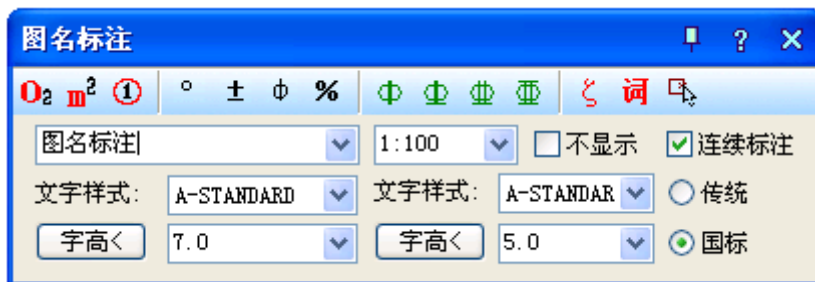 图名标注 ? ×
O₂ m² ① ° ± ϕ % ζ 词
图名标注 1:100 不显示 连续标注
文字样式: A-STANDARD 文字样式: A-STANDAR 传统
字高< 7.0 字高< 5.0 国标